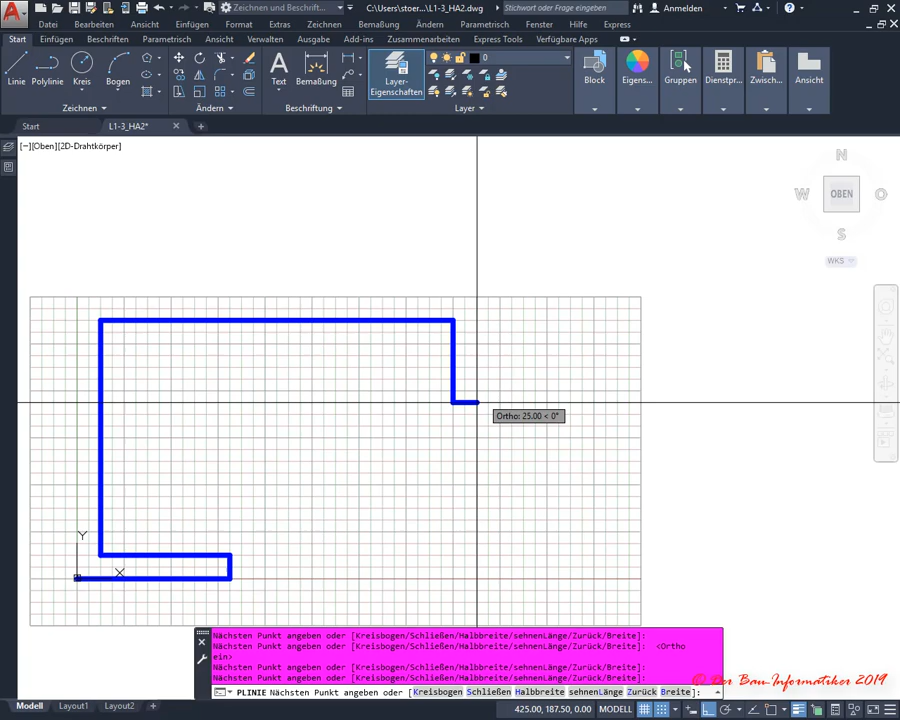 Zeichnen und Beschrift... C:\Users\stoer... \L1-3_HA2.dwg Stichwort oder Frage eingeben Anmelden
Datei Bearbeiten Ansicht Einfügen Format Extras Zeichnen Bemaßung Ändern Parametrisch Fenster Hilfe Express
Start Einfügen Beschriften Parametrisch Ansicht Verwalten Ausgabe Add-ins Zusammenarbeiten Express Tools Verfügbare Apps
Linie Polylinie Kreis Bogen
Text Bemaßung
Layer-
Eigenschaften
0
Block Eigens... Gruppen Dienstpr... Zwisch... Ansicht
Zeichnen Ändern Beschriftung Layer
Start L1-3_HA2*
[−][Oben][2D-Drahtkörper]
N
W OBEN O
S
WKS
Ortho: 25.00 < 0°
Y
X
Nächsten Punkt angeben oder [Kreisbogen/Schließen/Halbbreite/sehnenLänge/Zurück/Breite]:
Nächsten Punkt angeben oder [Kreisbogen/Schließen/Halbbreite/sehnenLänge/Zurück/Breite]: <Ortho
ein>
Nächsten Punkt angeben oder [Kreisbogen/Schließen/Halbbreite/sehnenLänge/Zurück/Breite]:
Nächsten Punkt angeben oder [Kreisbogen/Schließen/Halbbreite/sehnenLänge/Zurück/Breite]:
PLINIE Nächsten Punkt angeben oder [Kreisbogen Schließen Halbbreite sehnenLänge Zurück Breite]:
© Der Bau-Informatiker 2019
Modell Layout1 Layout2 425.00, 187.50, 0.00 MODELL